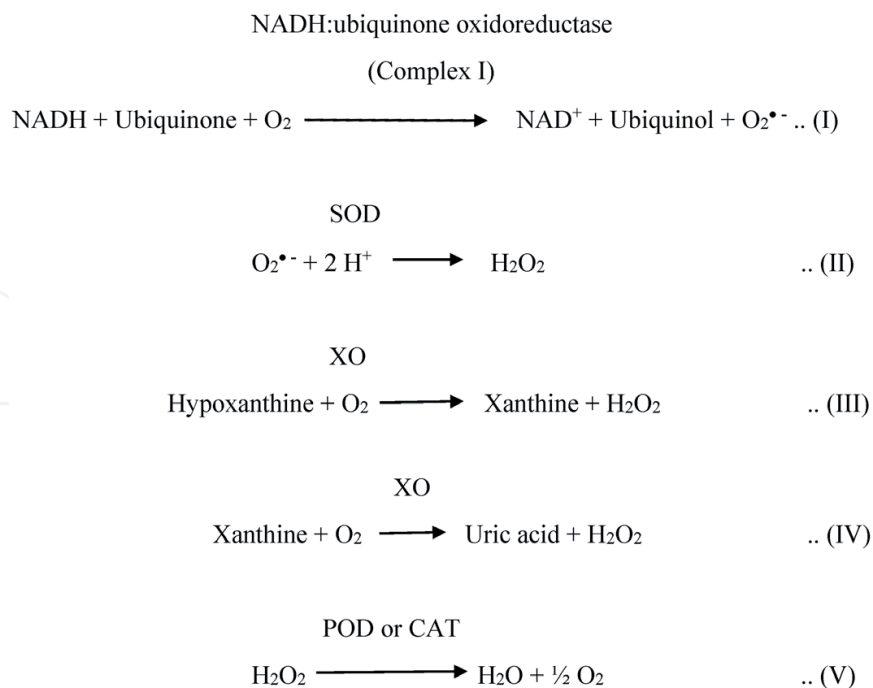 NADH:ubiquinone oxidoreductase
(Complex I)
NADH + Ubiquinone + O₂ ⟶ NAD⁺ + Ubiquinol + O₂•⁻ .. (I)
SOD
O₂•⁻ + 2 H⁺ ⟶ H₂O₂ .. (II)
XO
Hypoxanthine + O₂ ⟶ Xanthine + H₂O₂ .. (III)
XO
Xanthine + O₂ ⟶ Uric acid + H₂O₂ .. (IV)
POD or CAT
H₂O₂ ⟶ H₂O + ½ O₂ .. (V)